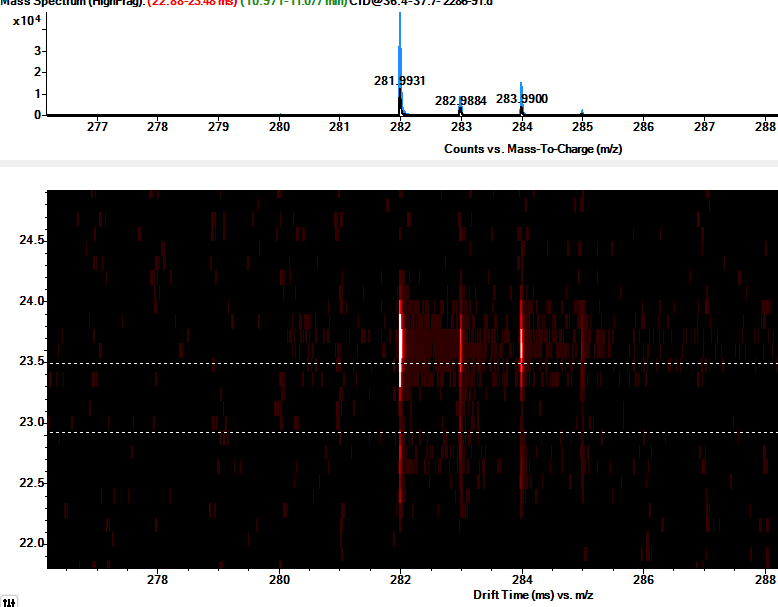 Mass Spectrum (HighFrag): (22.88-23.48 ms) (10.971-11.077 min) CID@36.4-37.7- 2286-91.d
x10⁴
3
2
1
0
281.9931
282.9884
283.9900
277 278 279 280 281 282 283 284 285 286 287 288
Counts vs. Mass-To-Charge (m/z)
24.5
24.0
23.5
23.0
22.5
22.0
278 280 282 284 286 288
Drift Time (ms) vs. m/z